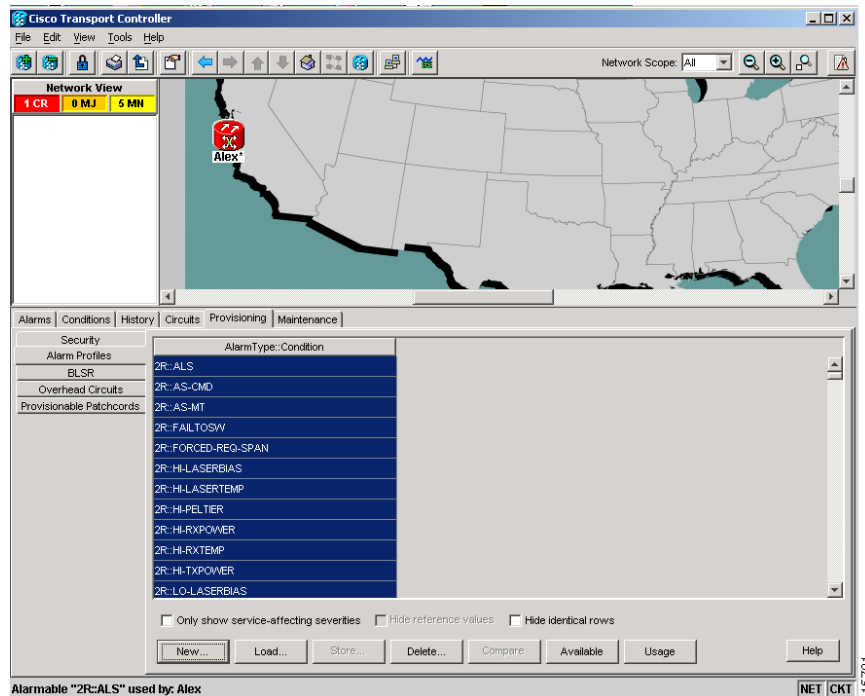 Cisco Transport Controller
File Edit View Tools Help
Network Scope: All
Network View
1 CR 0 MJ 5 MN
Alex*
Alarms Conditions History Circuits Provisioning Maintenance
Security
Alarm Profiles
BLSR
Overhead Circuits
Provisionable Patchcords
AlarmType::Condition
2R::ALS
2R::AS-CMD
2R::AS-MT
2R::FAILTOSW
2R::FORCED-REQ-SPAN
2R::HI-LASERBIAS
2R::HI-LASERTEMP
2R::HI-PELTIER
2R::HI-RXPOWER
2R::HI-RXTEMP
2R::HI-TXPOWER
2R::LO-LASERBIAS
Only show service-affecting severities Hide reference values Hide identical rows
New... Load... Store... Delete... Compare Available Usage Help
Alarmable "2R::ALS" used by: Alex NET CKT